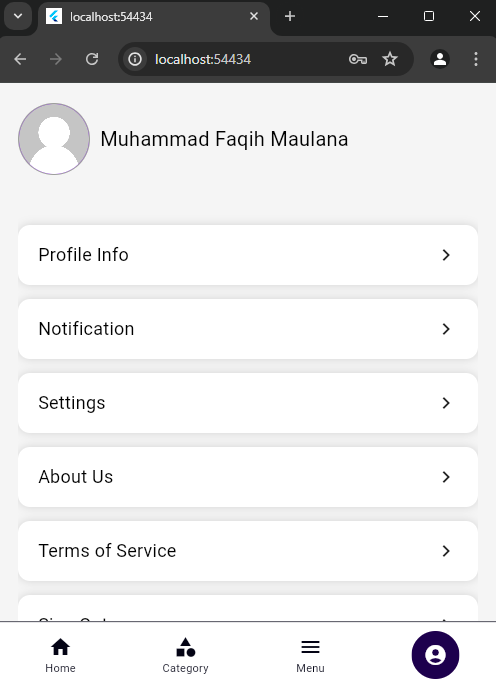 localhost:54434
localhost:54434
Muhammad Faqih Maulana
Profile Info
Notification
Settings
About Us
Terms of Service
Home
Category
Menu